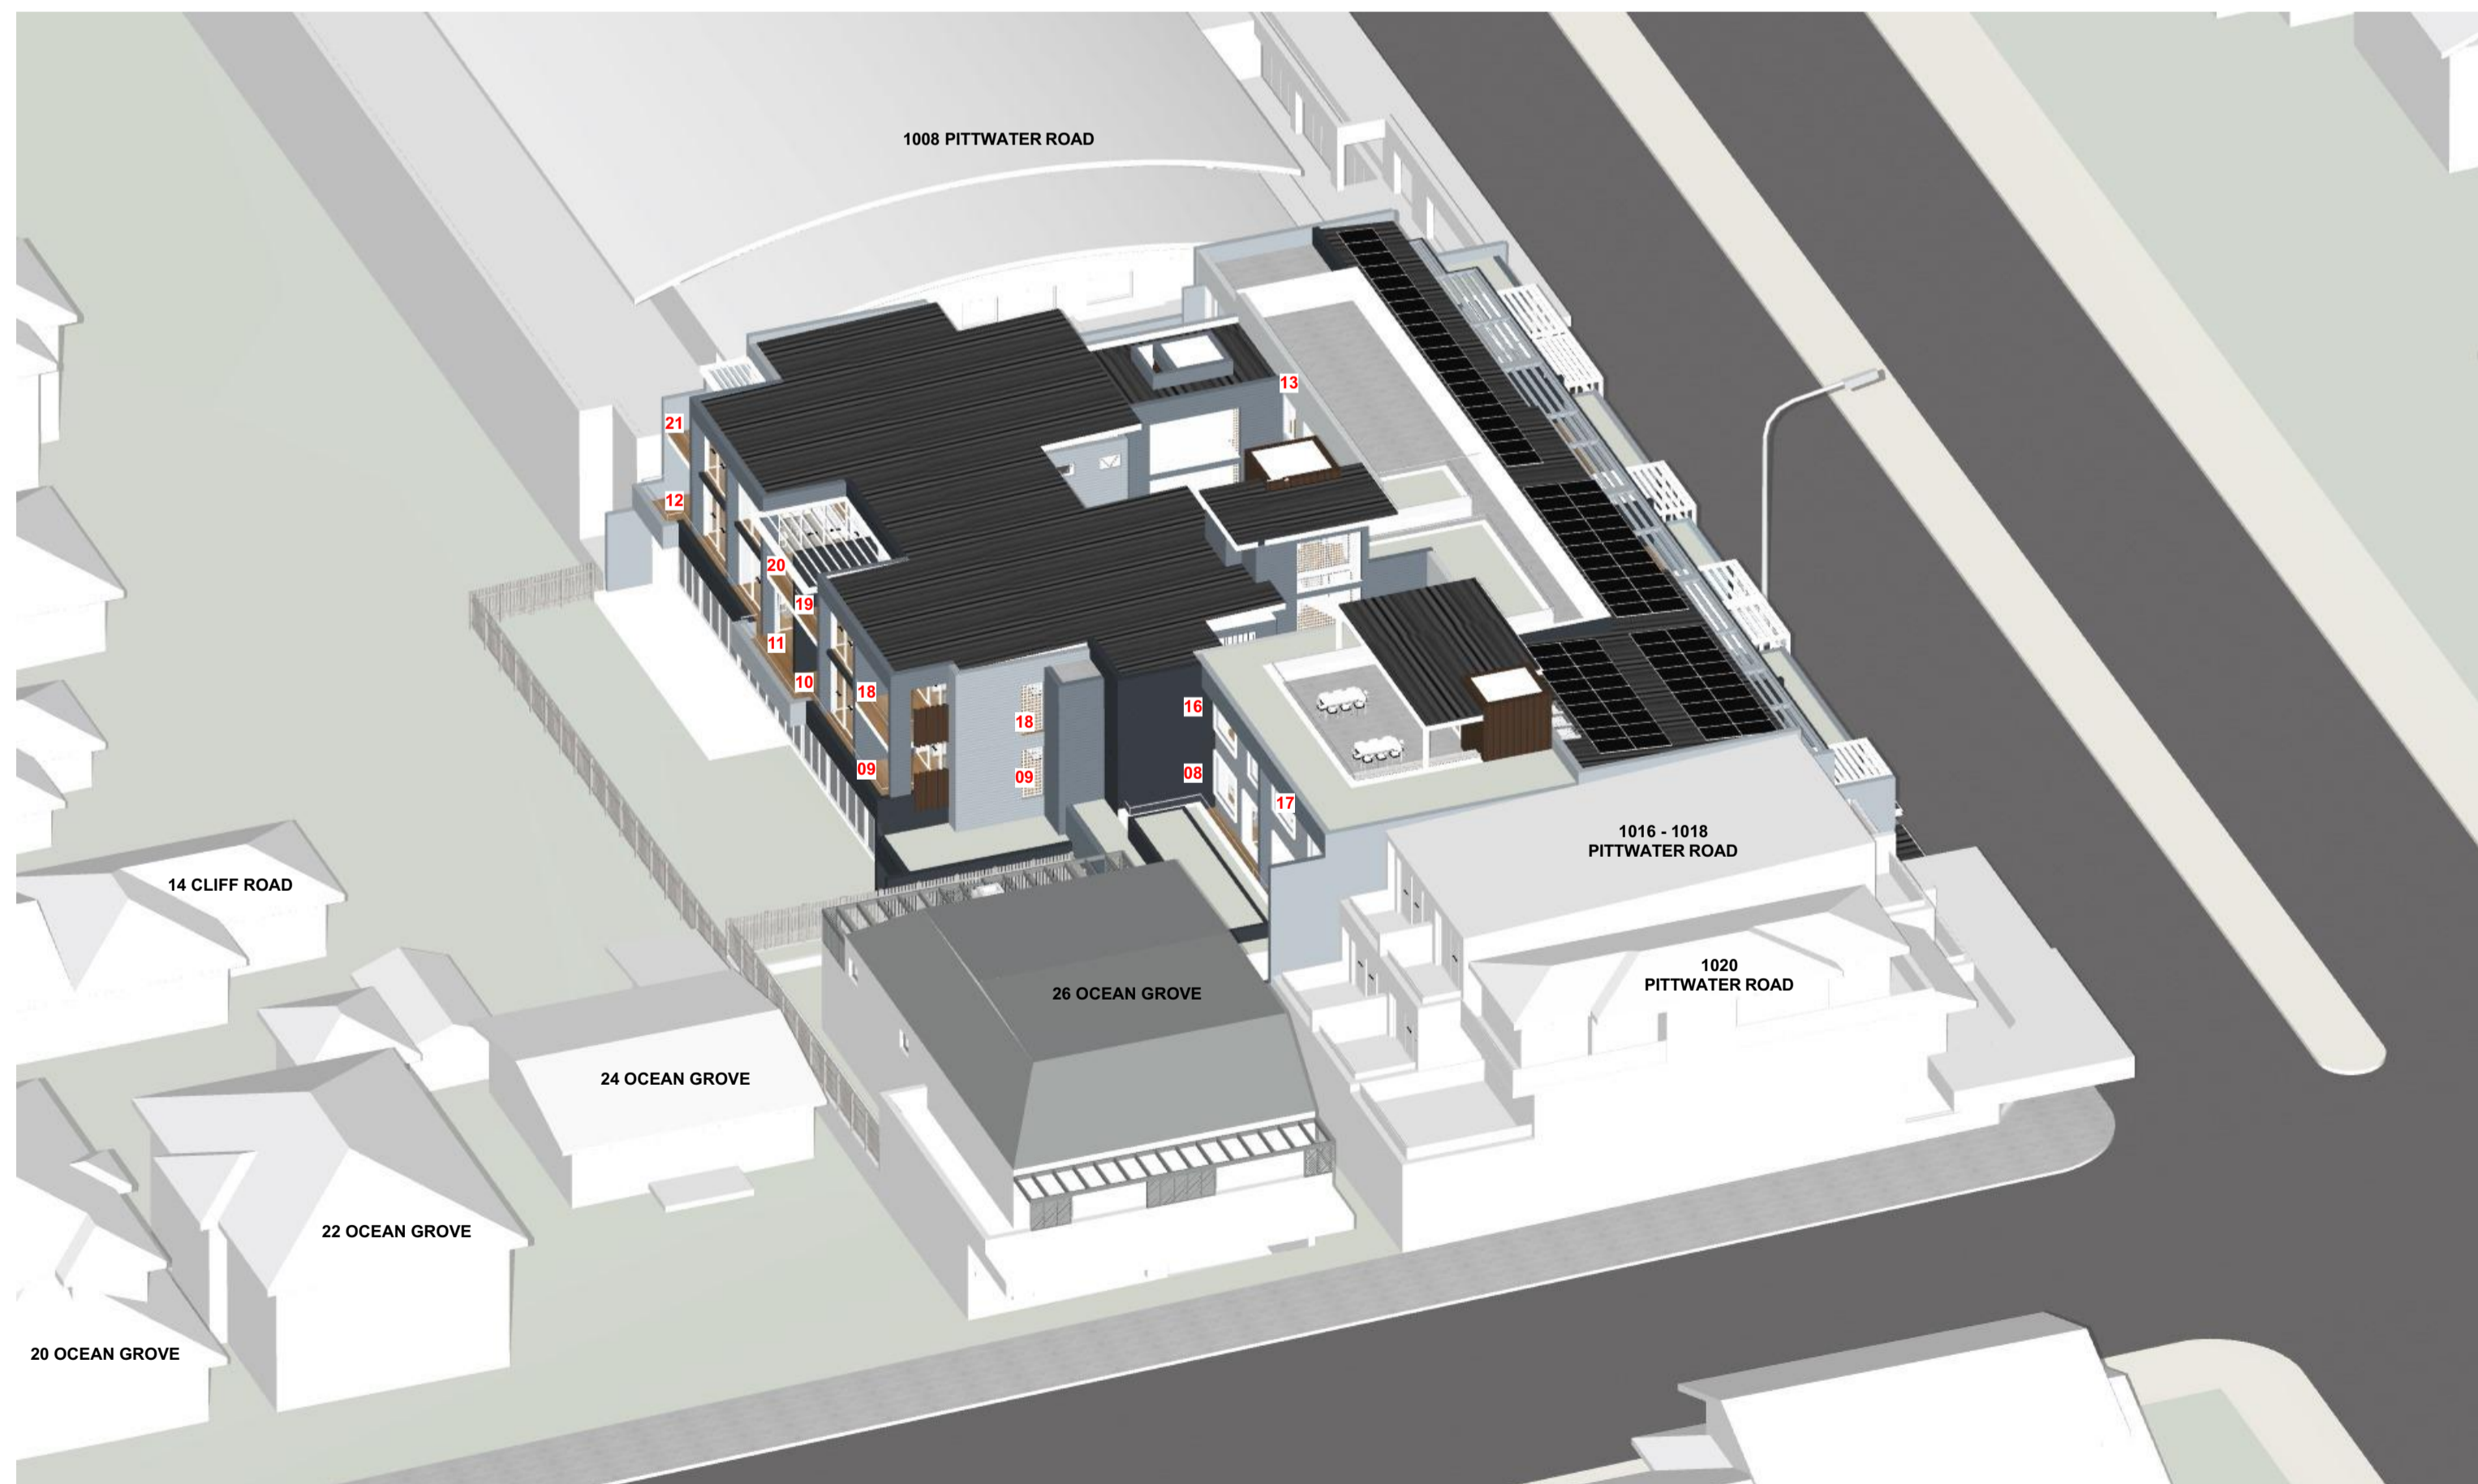 1008 PITTWATER ROAD
13
21
12
20
19
11
10
18
18
16
09
09
08
17
1016 - 1018
PITTWATER ROAD
14 CLIFF ROAD
1020
PITTWATER ROAD
26 OCEAN GROVE
24 OCEAN GROVE
22 OCEAN GROVE
20 OCEAN GROVE